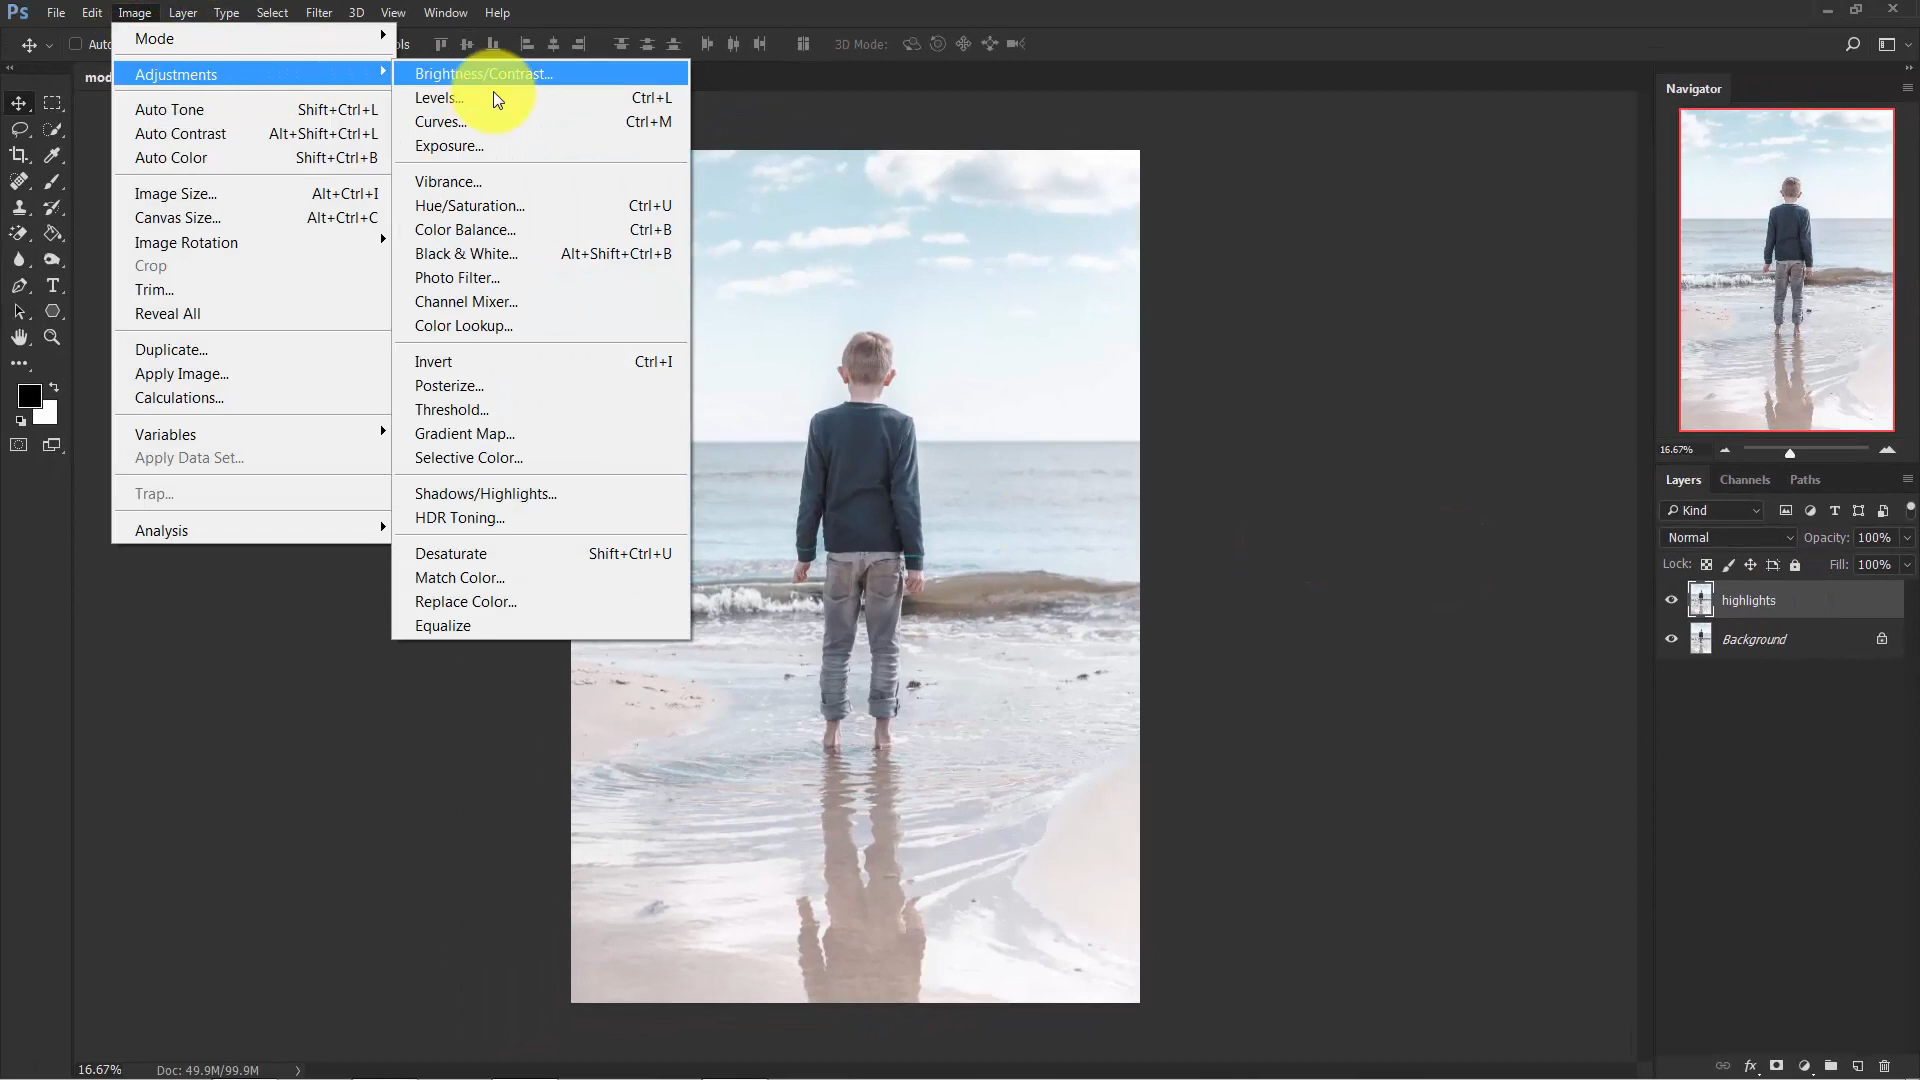 Ps File Edit Image Layer Type Select Filter 3D View Window Help
Auto
ols
3D Mode:
mod
Mode
Adjustments
Auto Tone Shift+Ctrl+L
Auto Contrast Alt+Shift+Ctrl+L
Auto Color Shift+Ctrl+B
Image Size... Alt+Ctrl+I
Canvas Size... Alt+Ctrl+C
Image Rotation
Crop
Trim...
Reveal All
Duplicate...
Apply Image...
Calculations...
Variables
Apply Data Set...
Trap...
Analysis
Brightness/Contrast...
Levels... Ctrl+L
Curves... Ctrl+M
Exposure...
Vibrance...
Hue/Saturation... Ctrl+U
Color Balance... Ctrl+B
Black & White... Alt+Shift+Ctrl+B
Photo Filter...
Channel Mixer...
Color Lookup...
Invert Ctrl+I
Posterize...
Threshold...
Gradient Map...
Selective Color...
Shadows/Highlights...
HDR Toning...
Desaturate Shift+Ctrl+U
Match Color...
Replace Color...
Equalize
Navigator
16.67%
Layers Channels Paths
Kind
Normal Opacity: 100%
Lock: Fill: 100%
highlights
Background
fx
16.67% Doc: 49.9M/99.9M